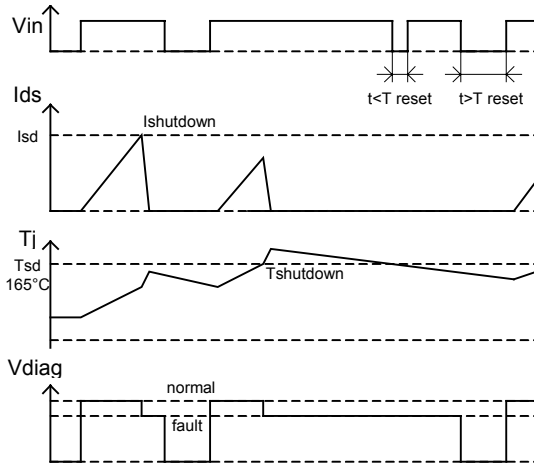 Vin
t<T reset
t>T reset
Ids
Ishutdown
Isd
Tj
Tsd
165°C
Tshutdown
Vdiag
normal
fault